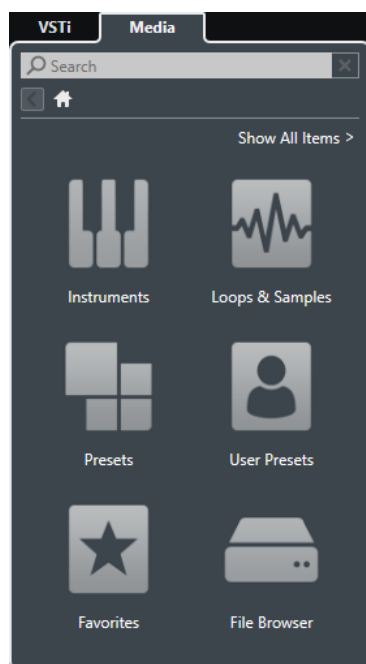 VSTi Media
Search
Show All Items >
Instruments Loops & Samples
Presets User Presets
Favorites File Browser